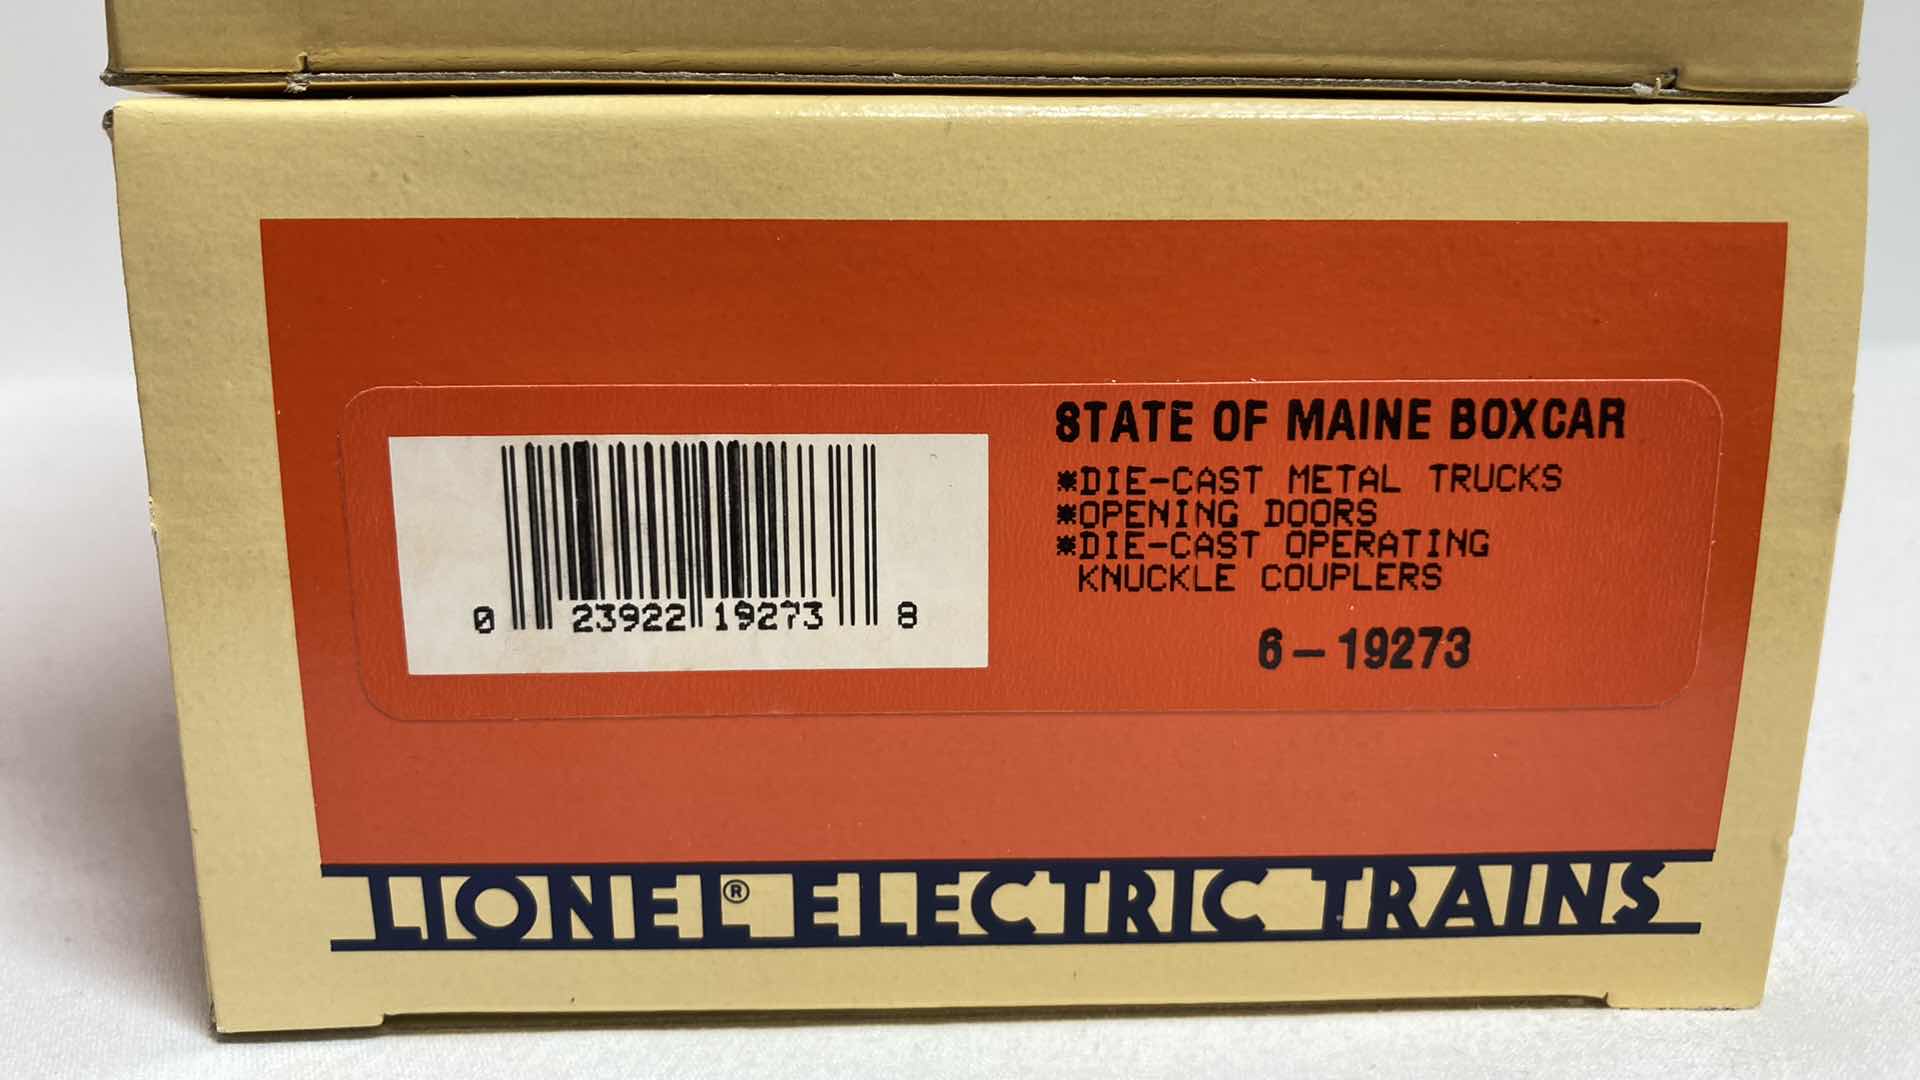 STATE OF MAINE BOXCAR
*DIE-CAST METAL TRUCKS
*OPENING DOORS
*DIE-CAST OPERATING
KNUCKLE COUPLERS
6-19273
0 23922 19273 8
LIONEL® ELECTRIC TRAINS